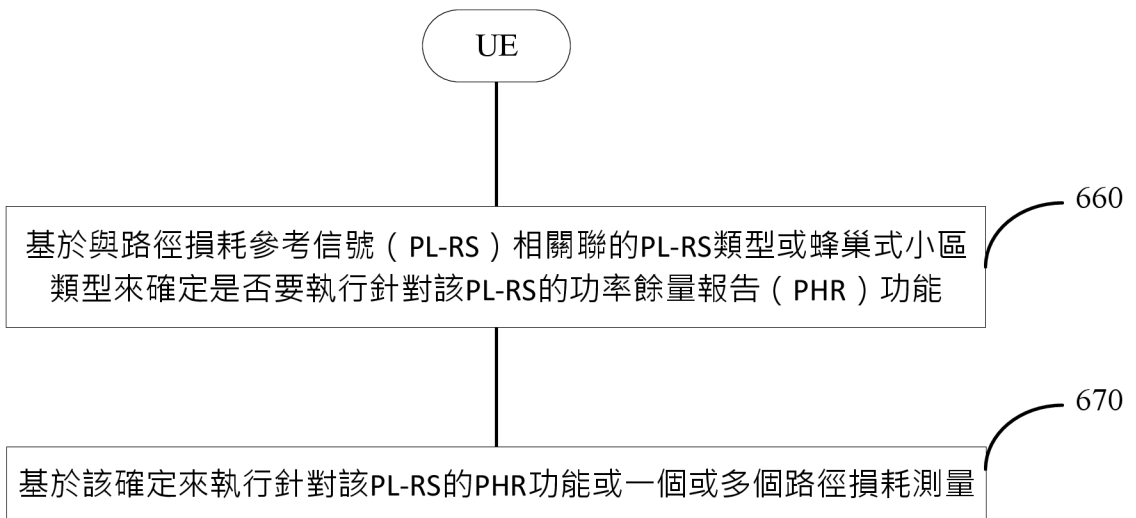 UE
660
基於與路徑損耗參考信號（PL-RS）相關聯的PL-RS類型或蜂巢式小區
類型來確定是否要執行針對該PL-RS的功率餘量報告（PHR）功能
670
基於該確定來執行針對該PL-RS的PHR功能或一個或多個路徑損耗測量